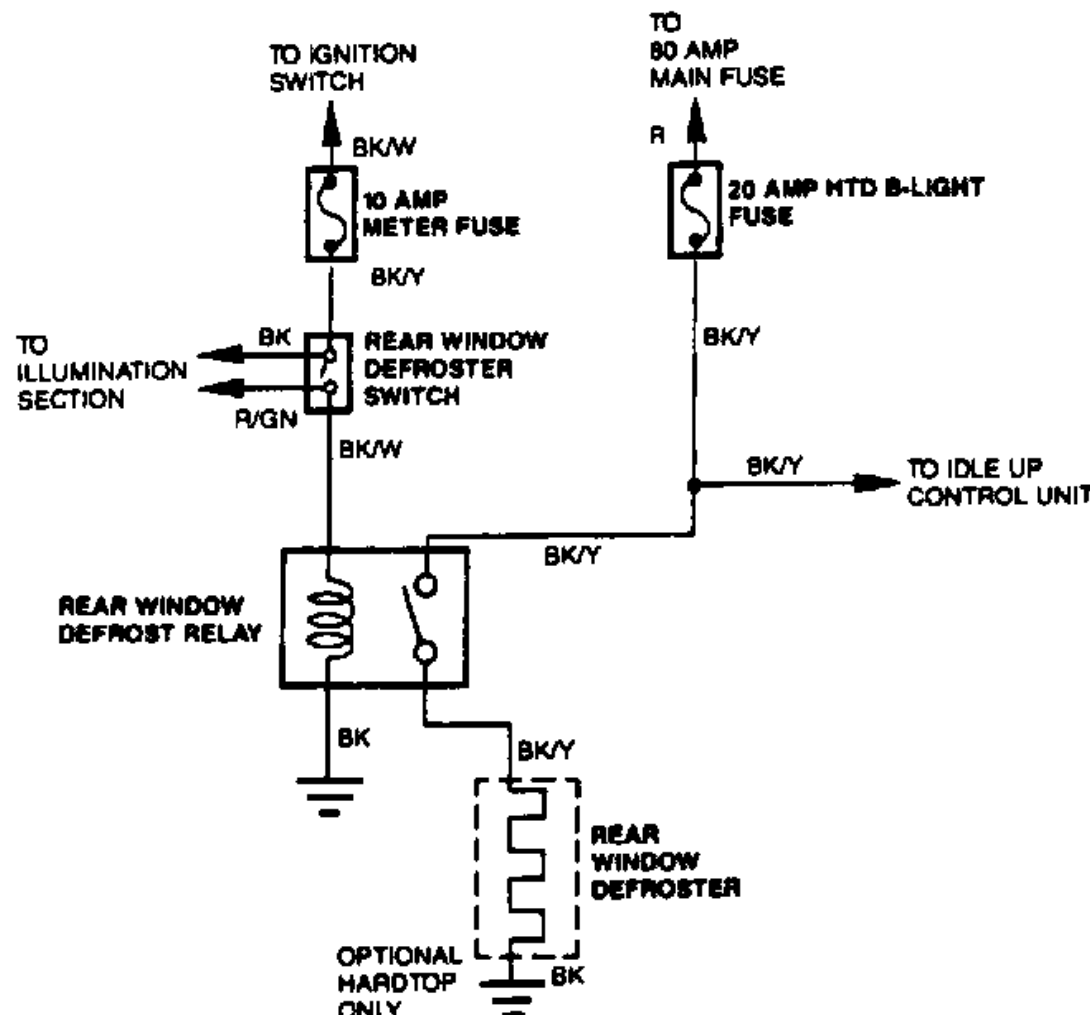 TO IGNITION
SWITCH
BK/W
10 AMP
METER FUSE
BK/Y
TO
80 AMP
MAIN FUSE
R
20 AMP HTD B-LIGHT
FUSE
BK/Y
TO
ILLUMINATION
SECTION
BK
R/GN
REAR WINDOW
DEFROSTER
SWITCH
BK/W
BK/Y
TO IDLE UP
CONTROL UNIT
BK/Y
REAR WINDOW
DEFROST RELAY
BK
BK/Y
REAR
WINDOW
DEFROSTER
OPTIONAL
HARDTOP
ONLY
BK